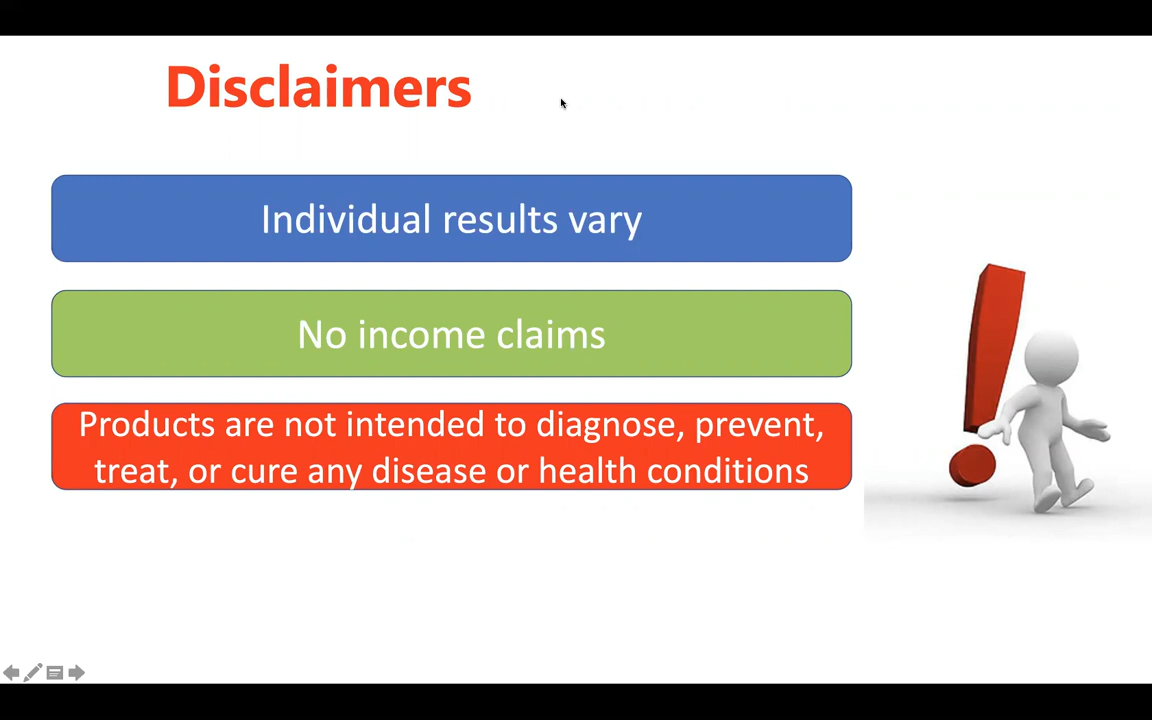 Disclaimers
Individual results vary
No income claims
Products are not intended to diagnose, prevent,
treat, or cure any disease or health conditions